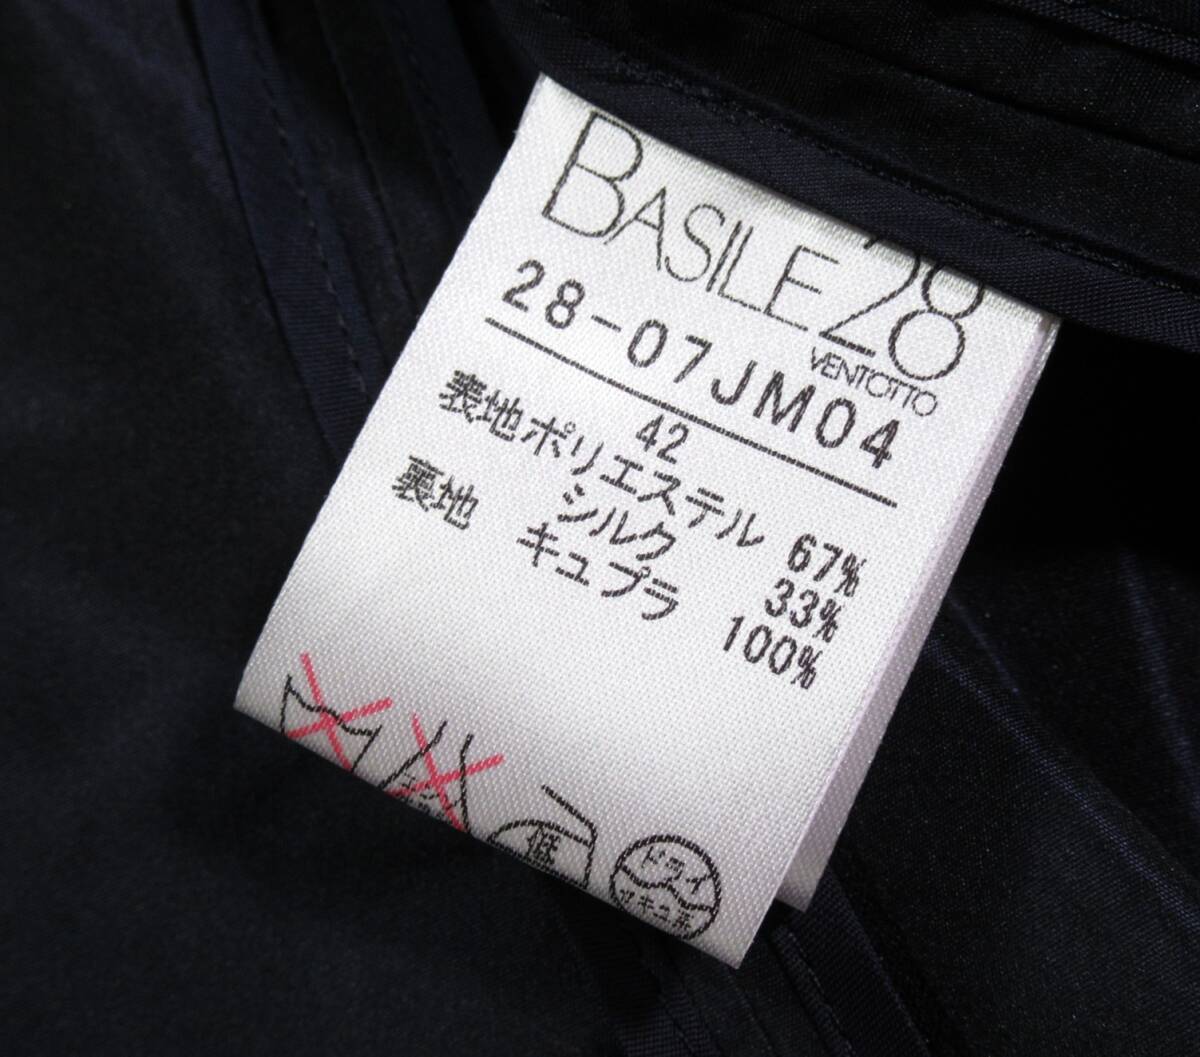 BASILE28
VENTOTTO
28-07JM04
42
表地ポリエステル 67%
シルク 33%
裏地 キュプラ 100%
低
ドライ
セキユ系